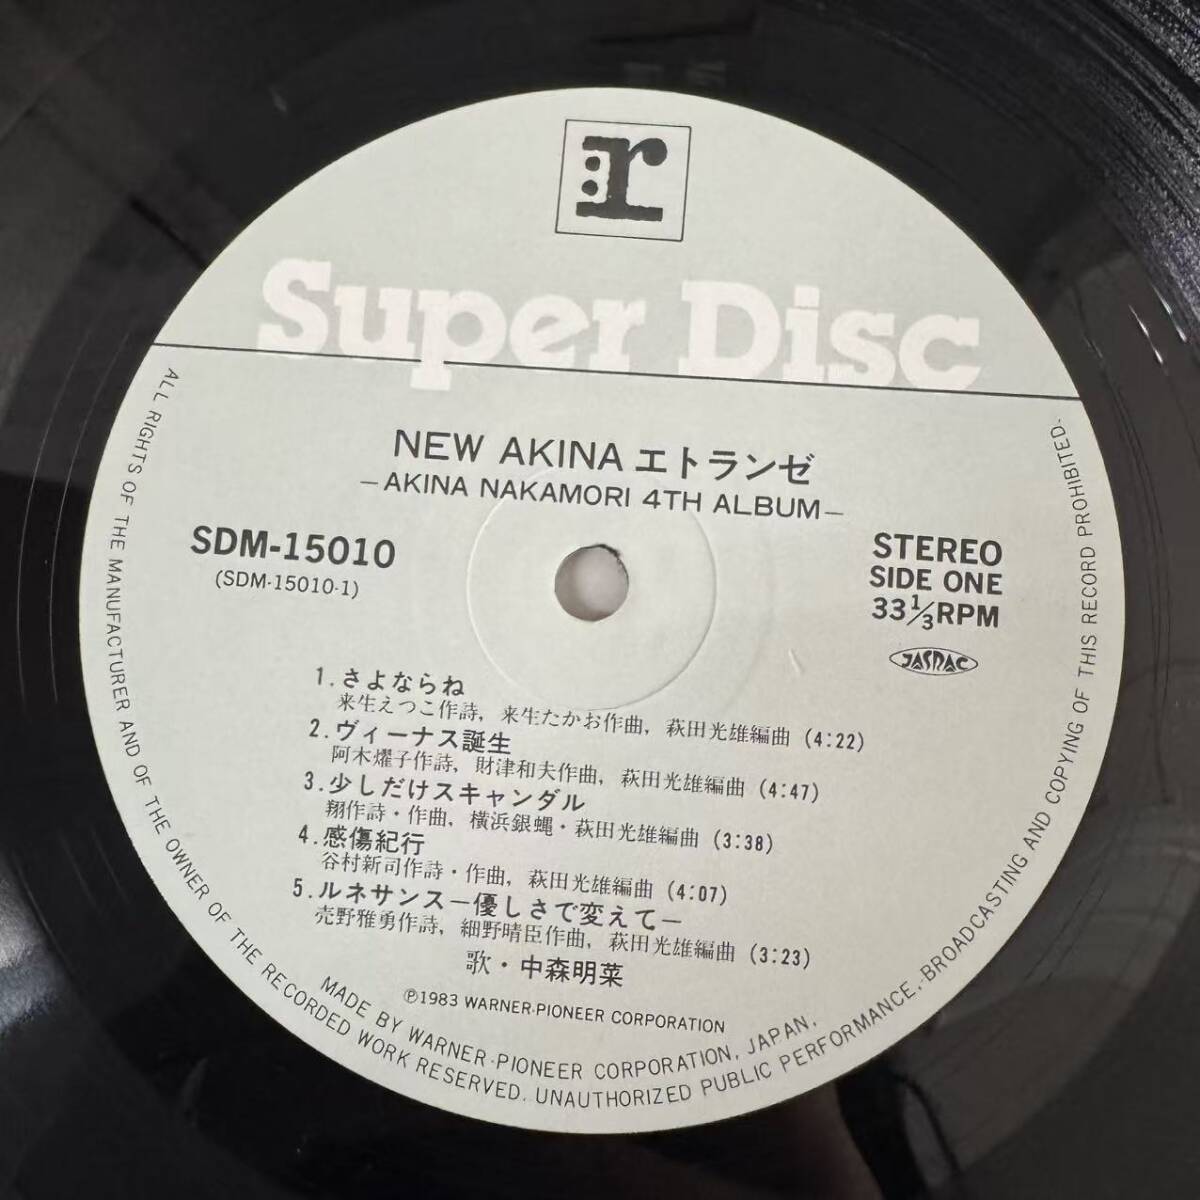 :r
Super Disc
NEW AKINA エトランゼ
—AKINA NAKAMORI 4TH ALBUM—
SDM-15010
(SDM·15010·1)
STEREO
SIDE ONE
33 1/3 RPM
JASRAC
1. さよならね
来生えつこ作詩, 来生たかお作曲, 萩田光雄編曲 (4:22)
2. ヴィーナス誕生
阿木燿子作詩, 財津和夫作曲, 萩田光雄編曲 (4:47)
3. 少しだけスキャンダル
翔作詩・作曲, 横浜銀蝿・萩田光雄編曲 (3:38)
4. 感傷紀行
谷村新司作詩・作曲, 萩田光雄編曲 (4:07)
5. ルネサンス—優しさで変えて—
売野雅勇作詩, 細野晴臣作曲, 萩田光雄編曲 (3:23)
歌・中森明菜
Ⓟ1983 WARNER·PIONEER CORPORATION
MADE BY WARNER·PIONEER CORPORATION, JAPAN.
ALL RIGHTS OF THE MANUFACTURER AND OF THE OWNER OF THE RECORDED WORK RESERVED. UNAUTHORIZED PUBLIC PERFORMANCE,·BROADCASTING AND COPYING OF THIS RECORD PROHIBITED.